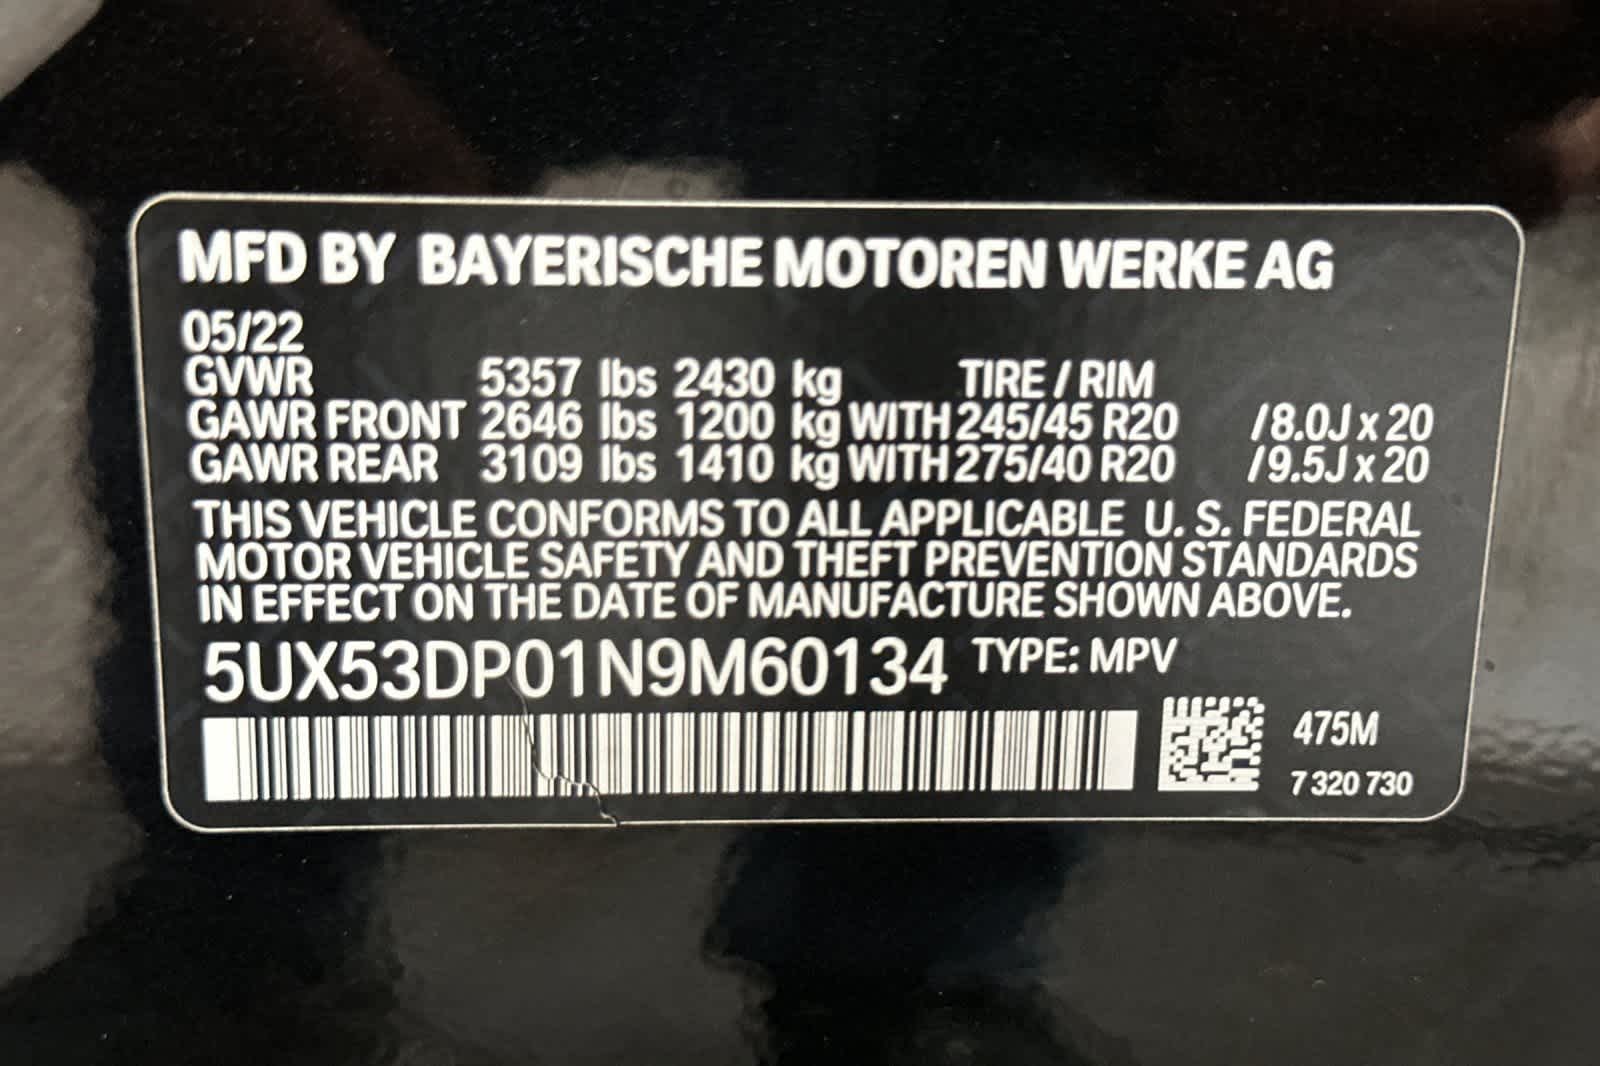 MFD BY BAYERISCHE MOTOREN WERKE AG
05/22
GVWR 5357 lbs 2430 kg TIRE / RIM
GAWR FRONT 2646 lbs 1200 kg WITH 245/45 R20 /8.0J x 20
GAWR REAR 3109 lbs 1410 kg WITH 275/40 R20 /9.5J x 20
THIS VEHICLE CONFORMS TO ALL APPLICABLE U. S. FEDERAL
MOTOR VEHICLE SAFETY AND THEFT PREVENTION STANDARDS
IN EFFECT ON THE DATE OF MANUFACTURE SHOWN ABOVE.
5UX53DP01N9M60134 TYPE: MPV
475M
7 320 730